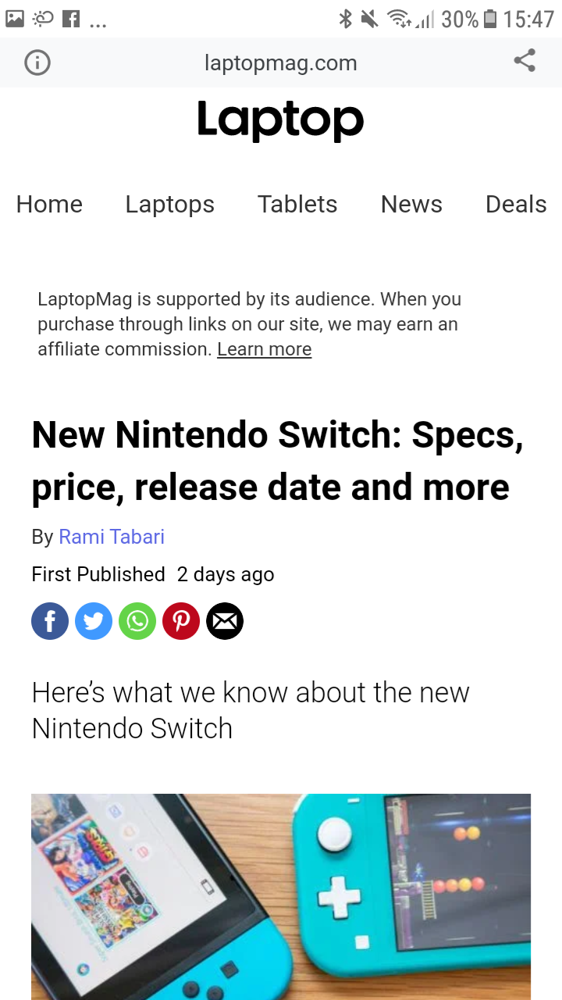 ... 30% 15:47
laptopmag.com
Laptop
Home Laptops Tablets News Deals
LaptopMag is supported by its audience. When you
purchase through links on our site, we may earn an
affiliate commission. Learn more
New Nintendo Switch: Specs,
price, release date and more
By Rami Tabari
First Published 2 days ago
Here’s what we know about the new
Nintendo Switch